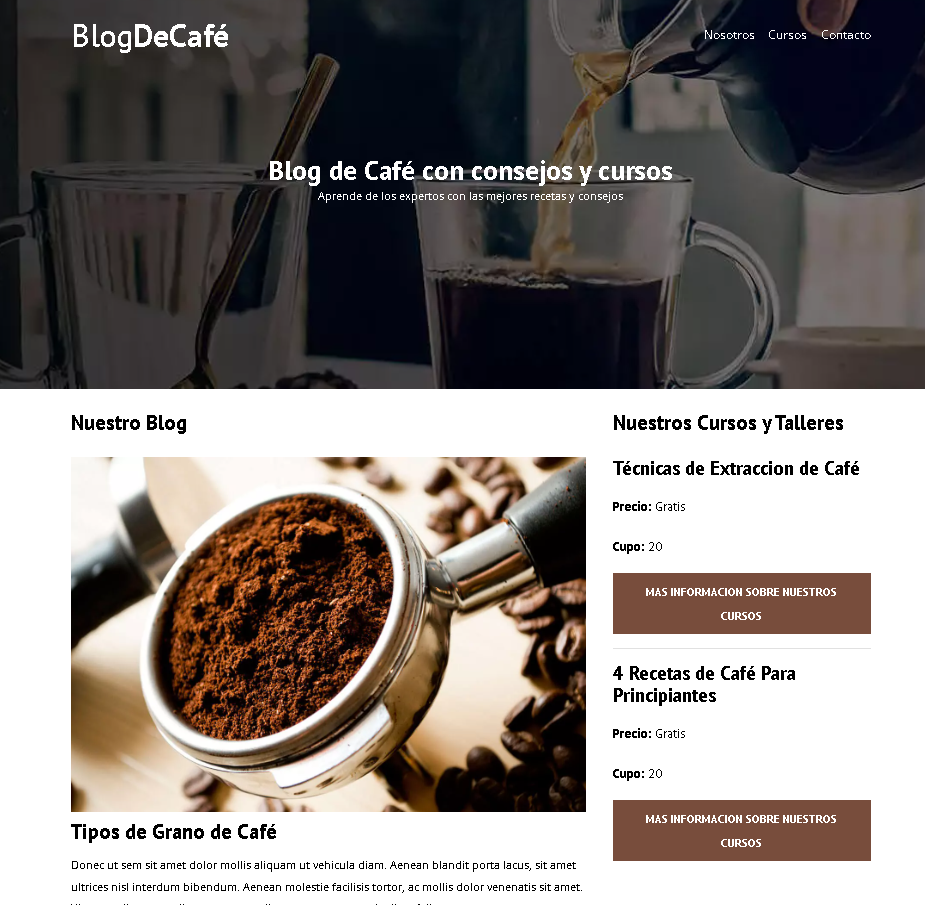 BlogDeCafé
Nosotros Cursos Contacto
Blog de Café con consejos y cursos
Aprende de los expertos con las mejores recetas y consejos
Nuestro Blog
Tipos de Grano de Café
Donec ut sem sit amet dolor mollis aliquam ut vehicula diam. Aenean blandit porta lacus, sit amet
ultrices nisl interdum bibendum. Aenean molestie facilisis tortor, ac mollis dolor venenatis sit amet.
Nuestros Cursos y Talleres
Técnicas de Extraccion de Café
Precio: Gratis
Cupo: 20
MAS INFORMACION SOBRE NUESTROS
CURSOS
4 Recetas de Café Para
Principiantes
Precio: Gratis
Cupo: 20
MAS INFORMACION SOBRE NUESTROS
CURSOS